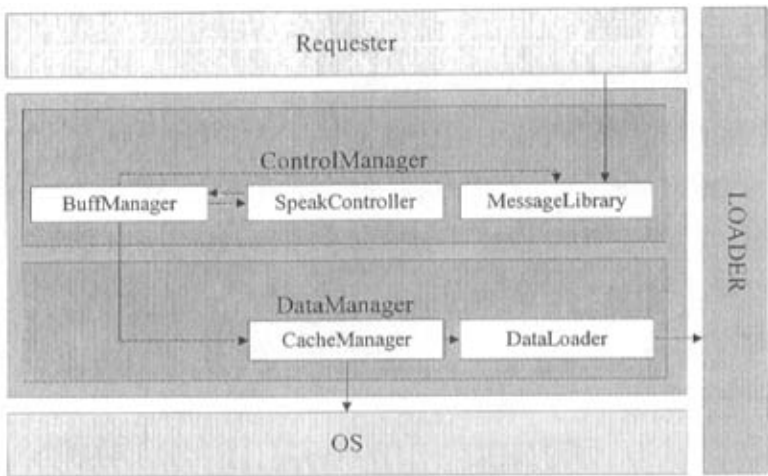 Requester
ControlManager
BuffManager
SpeakController
MessageLibrary
DataManager
CacheManager
DataLoader
OS
LOADER